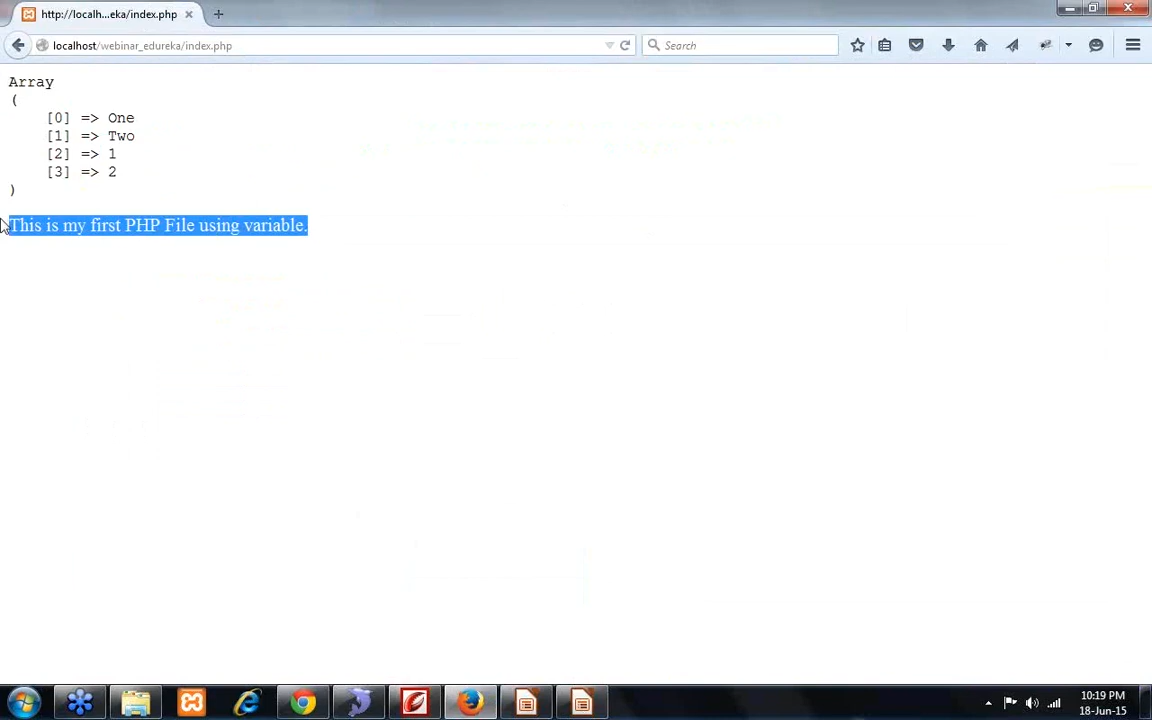 http://localh...eka/index.php
localhost/webinar_edureka/index.php
Search
Array
(
[0] => One
[1] => Two
[2] => 1
[3] => 2
)
This is my first PHP File using variable.
10:19 PM
18-Jun-15